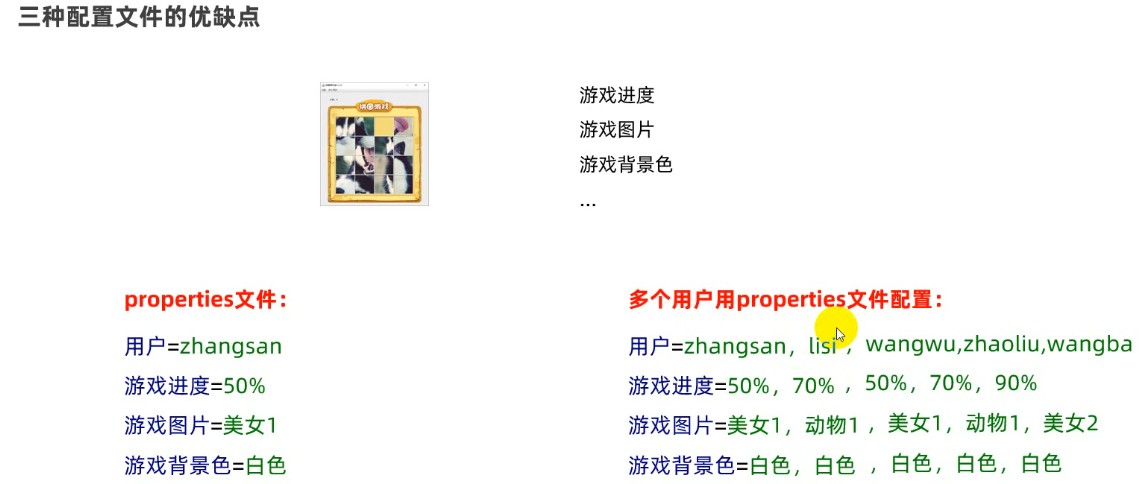 三种配置文件的优缺点
拼图游戏
游戏进度
游戏图片
游戏背景色
...
properties文件：
用户=zhangsan
游戏进度=50%
游戏图片=美女1
游戏背景色=白色
多个用户用properties文件配置：
用户=zhangsan，lisi，wangwu,zhaoliu,wangba
游戏进度=50%，70%，50%，70%，90%
游戏图片=美女1，动物1，美女1，动物1，美女2
游戏背景色=白色，白色，白色，白色，白色